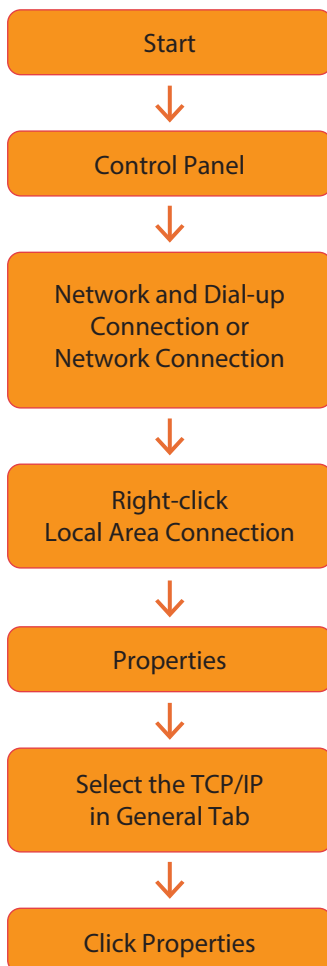 Start
Control Panel
Network and Dial-up
Connection or
Network Connection
Right-click
Local Area Connection
Properties
Select the TCP/IP
in General Tab
Click Properties